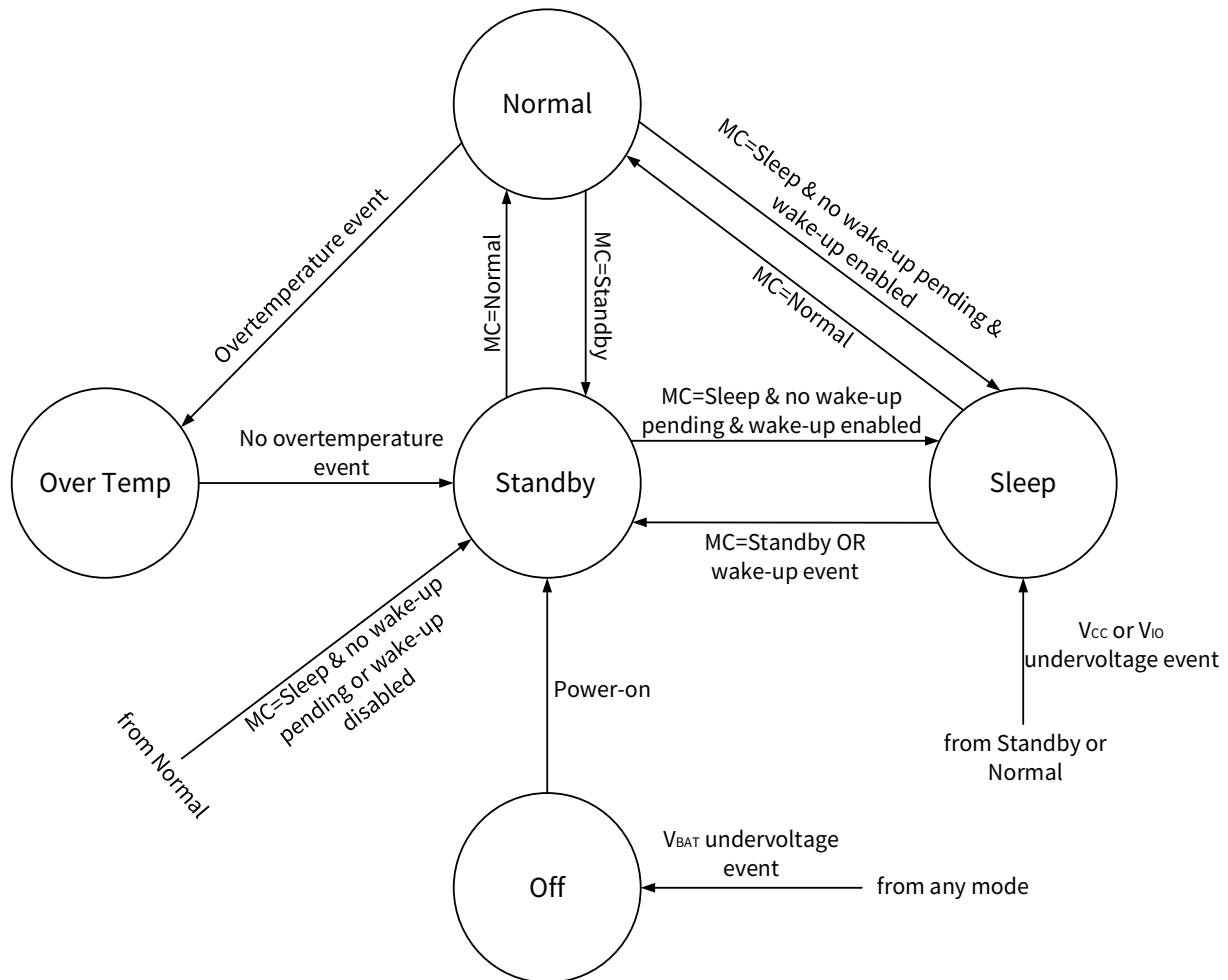 Normal
MC=Sleep & no wake-up pending &
wake-up enabled
MC=Normal
Overtemperature event
MC=Normal
MC=Standby
MC=Sleep & no wake-up
pending & wake-up enabled
No overtemperature
event
Over Temp
Standby
Sleep
MC=Standby OR
wake-up event
MC=Sleep & no wake-up
pending or wake-up
disabled
from Normal
Power-on
VCC or VIO
undervoltage event
from Standby or
Normal
VBAT undervoltage
event
Off
from any mode